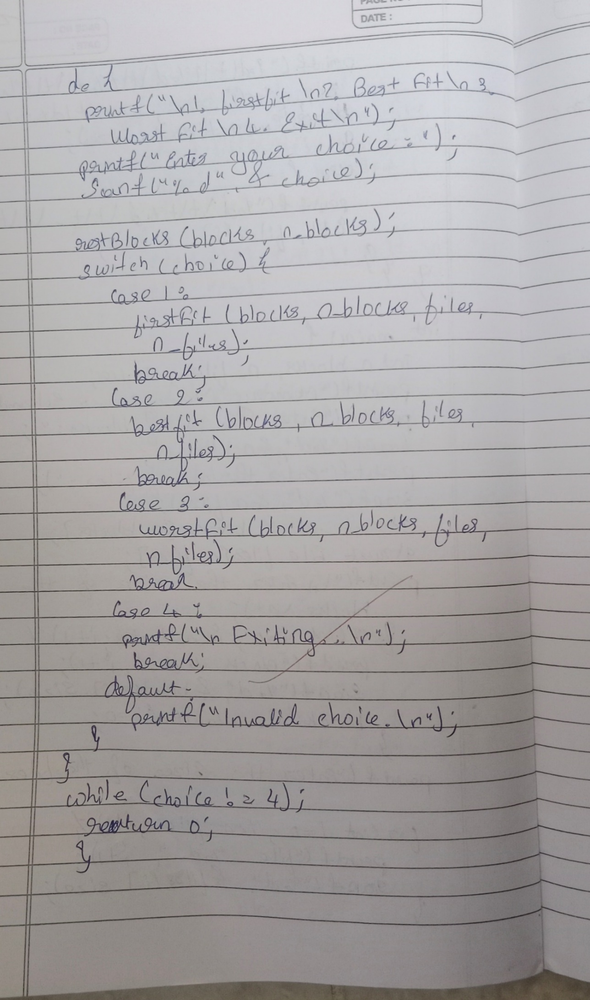 PAGE NO
DATE :
do {
printf("\n1. firstfit \n2. Best Fit \n 3.
Worst Fit \n 4. Exit \n");
printf(" Enter your choice : ");
Scanf("%d", & choice);
restBlocks (blocks, n_blocks);
switch (choice) {
Case 1 :
firstFit (blocks, n_blocks, files,
n_files);
break;
Case 2 :
bestfit (blocks, n_blocks, files,
n_files);
break;
Case 3 :
worstFit (blocks, n_blocks, files,
n_files);
break.
Case 4 :
printf("\n Exiting... \n");
break;
default :
printf("Invalid choice. \n");
}
}
while (choice != 4);
return 0;
}